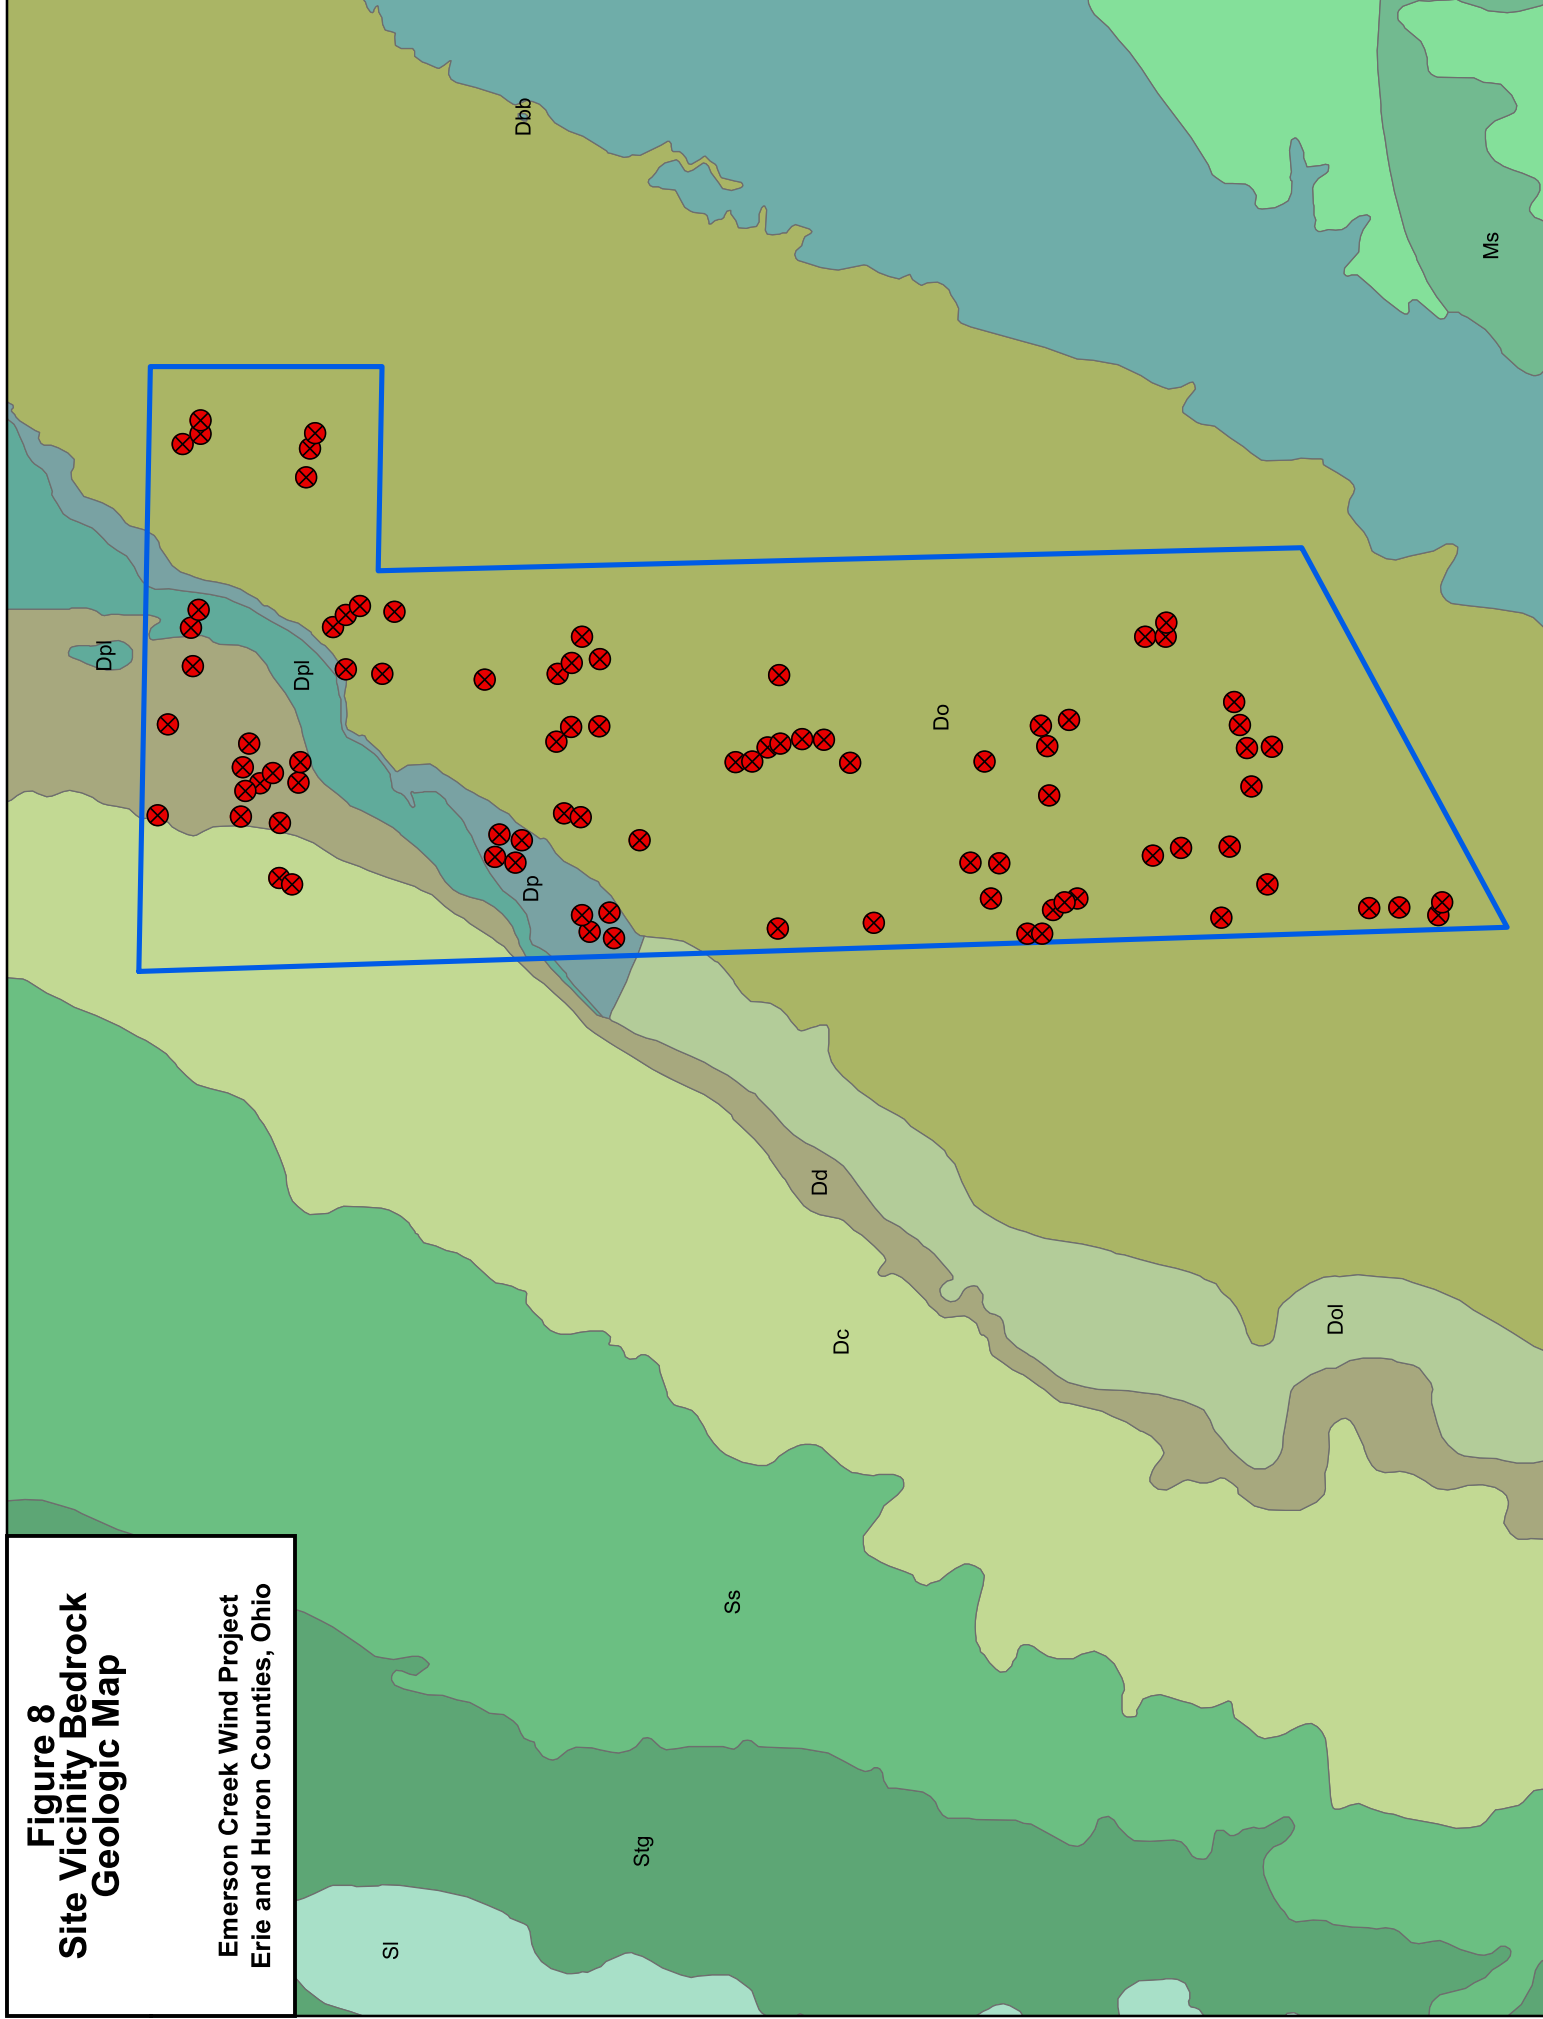 Figure 8
Site Vicinity Bedrock
Geologic Map
Emerson Creek Wind Project
Erie and Huron Counties, Ohio
Sl
Stg
Ss
Dc
Dol
Dd
Dp
Do
Dpl
Dpl
Ms
Dbb